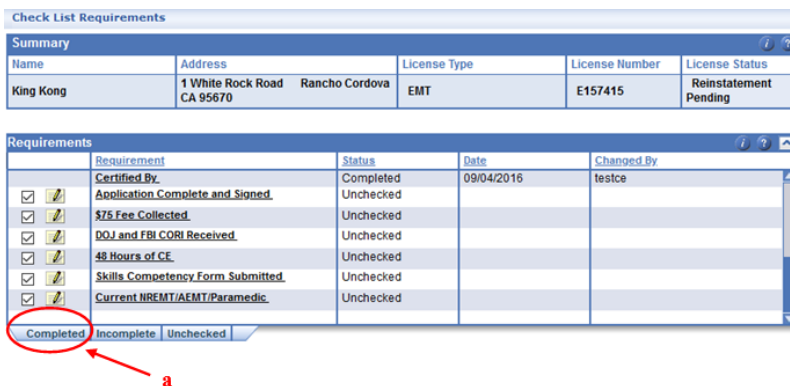 Check List Requirements
Summary
Name Address License Type License Number License Status
King Kong 1 White Rock Road Rancho Cordova EMT E157415 Reinstatement
CA 95670 Pending
Requirements
Requirement Status Date Changed By
Certified By Completed 09/04/2016 testce
Application Complete and Signed Unchecked
$75 Fee Collected Unchecked
DOJ and FBI CORI Received Unchecked
48 Hours of CE Unchecked
Skills Competency Form Submitted Unchecked
Current NREMT/AEMT/Paramedic Unchecked
Completed Incomplete Unchecked
a